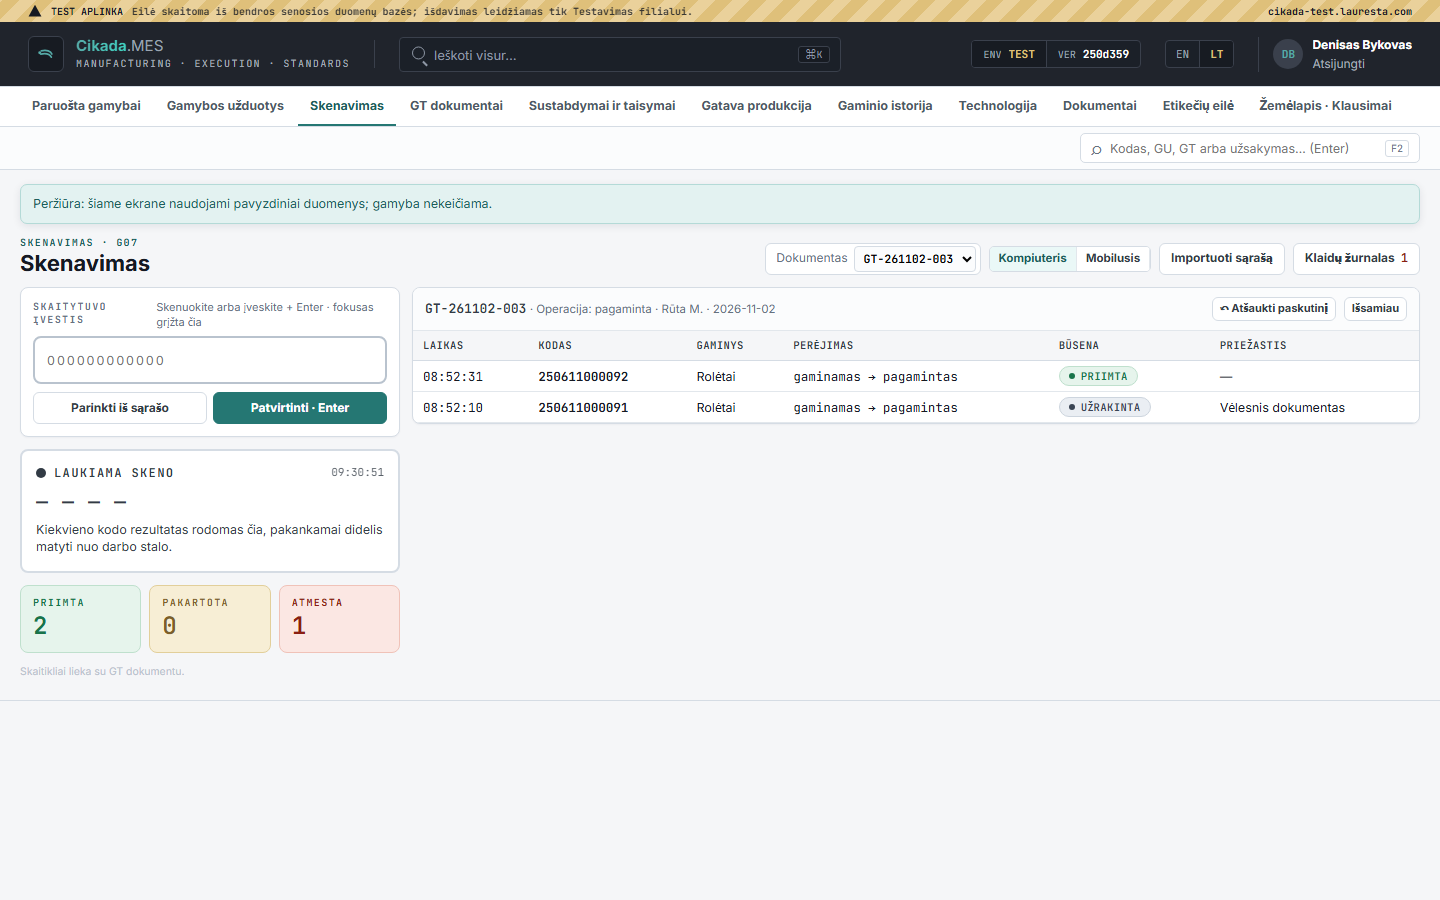 TEST APLINKA Eilė skaitoma iš bendros senosios duomenų bazės; išdavimas leidžiamas tik Testavimas filialui.
cikada-test.lauresta.com
Cikada.MES
MANUFACTURING · EXECUTION · STANDARDS
Ieškoti visur...
⌘K
ENV TEST
VER 250d359
EN
LT
DB
Denisas Bykovas
Atsijungti
Paruošta gamybai
Gamybos užduotys
Skenavimas
GT dokumentai
Sustabdymai ir taisymai
Gatava produkcija
Gaminio istorija
Technologija
Dokumentai
Etikečių eilė
Žemėlapis · Klausimai
Kodas, GU, GT arba užsakymas... (Enter)
F2
Peržiūra: šiame ekrane naudojami pavyzdiniai duomenys; gamyba nekeičiama.
SKENAVIMAS · G07
Skenavimas
Dokumentas
GT-261102-003
Kompiuteris
Mobilusis
Importuoti sąrašą
Klaidų žurnalas 1
SKAITYTUVO ĮVESTIS
Skenuokite arba įveskite + Enter · fokusas grįžta čia
000000000000
Parinkti iš sąrašo
Patvirtinti · Enter
LAUKIAMA SKENO
09:30:51
— — — —
Kiekvieno kodo rezultatas rodomas čia, pakankamai didelis
matyti nuo darbo stalo.
PRIIMTA
2
PAKARTOTA
0
ATMESTA
1
Skaitikliai lieka su GT dokumentu.
GT-261102-003 · Operacija: pagaminta · Rūta M. · 2026-11-02
↶ Atšaukti paskutinį
Išsamiau
LAIKAS KODAS GAMINYS PERĖJIMAS BŪSENA PRIEŽASTIS
08:52:31 250611000092 Rolėtai gaminamas → pagamintas PRIIMTA —
08:52:10 250611000091 Rolėtai gaminamas → pagamintas UŽRAKINTA Vėlesnis dokumentas